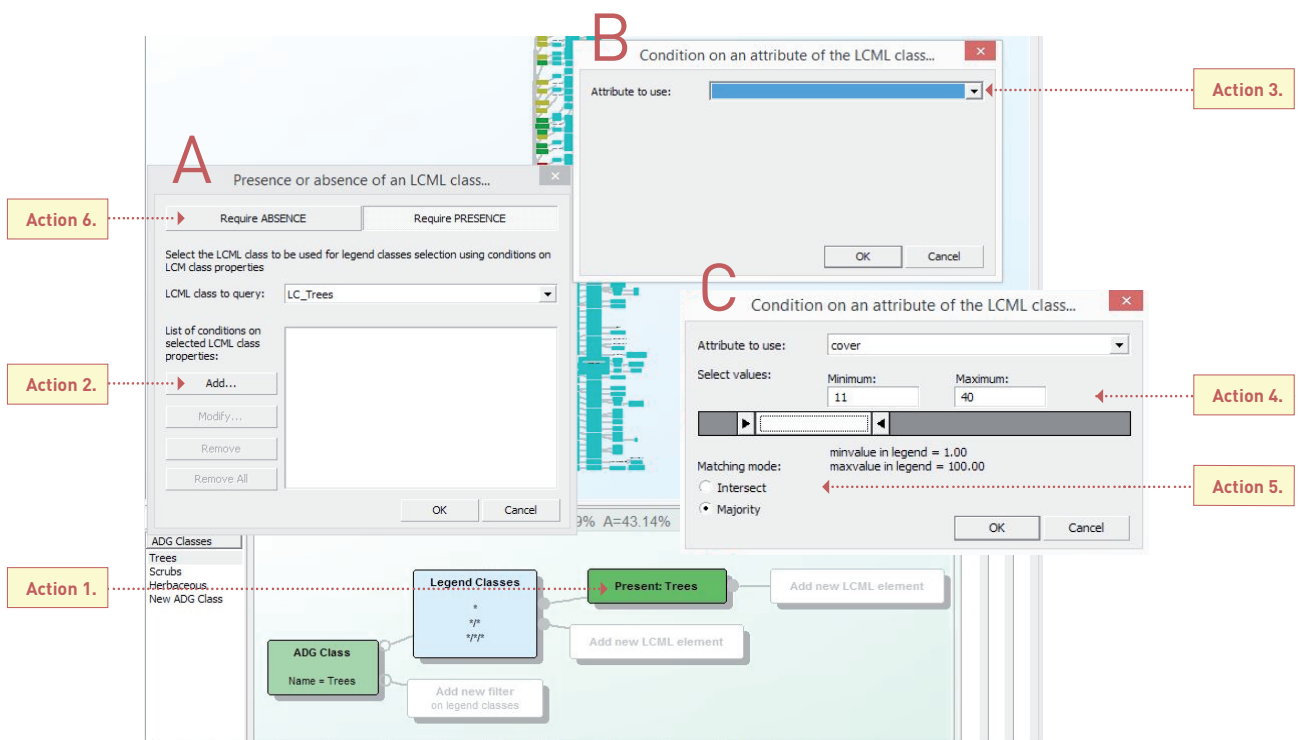 B
Condition on an attribute of the LCML class...
Attribute to use:
Action 3.
OK
Cancel
A
Presence or absence of an LCML class...
Action 6.
Require ABSENCE
Require PRESENCE
Select the LCML class to be used for legend classes selection using conditions on
LCM class properties
LCML class to query:
LC_Trees
List of conditions on
selected LCML class
properties:
Action 2.
Add...
Modify...
Remove
Remove All
OK
Cancel
C
Condition on an attribute of the LCML class...
Attribute to use:
cover
Select values:
Minimum:
Maximum:
11
40
Action 4.
minvalue in legend = 1.00
maxvalue in legend = 100.00
Matching mode:
Intersect
Majority
Action 5.
OK
Cancel
9% A=43.14%
ADG Classes
Trees
Scrubs
Herbaceous
New ADG Class
Action 1.
Legend Classes
*
*/*
*/*/*
Present: Trees
Add new LCML element
Add new LCML element
ADG Class
Name = Trees
Add new filter
on legend classes